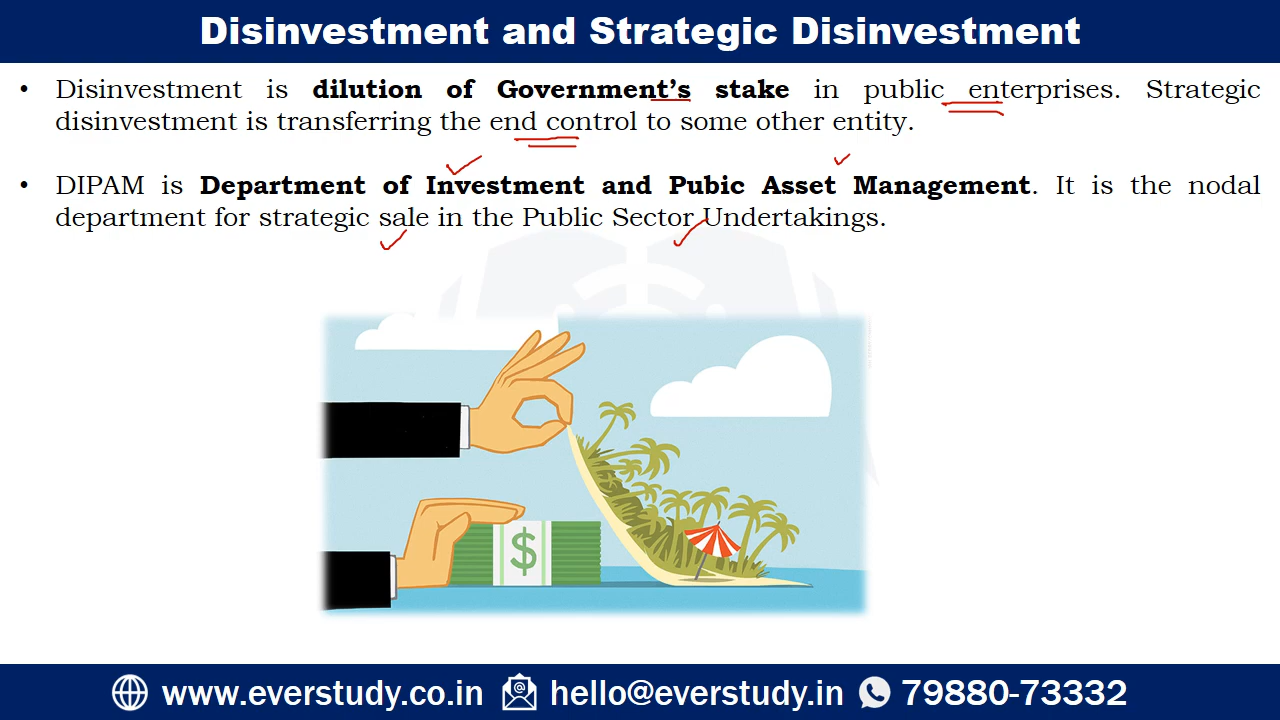 Disinvestment and Strategic Disinvestment
• Disinvestment is dilution of Government’s stake in public enterprises. Strategic
disinvestment is transferring the end control to some other entity.
• DIPAM is Department of Investment and Pubic Asset Management. It is the nodal
department for strategic sale in the Public Sector Undertakings.
$
www.everstudy.co.in hello@everstudy.in 79880-73332